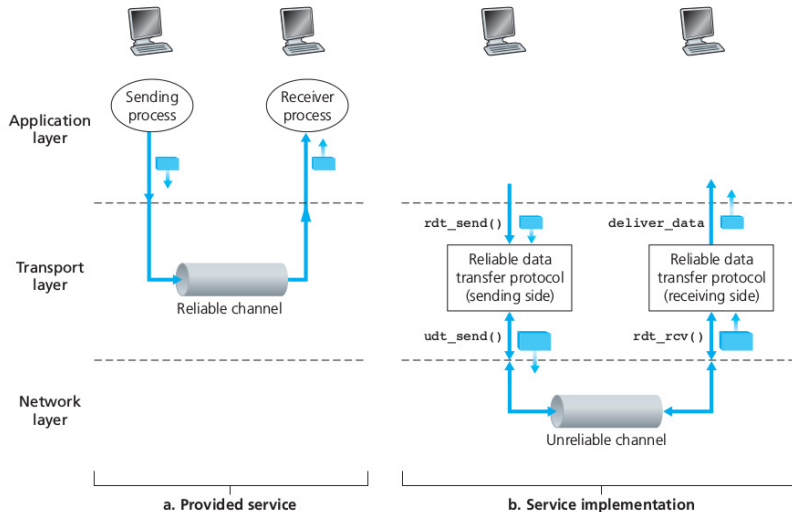 Sending
process
Receiver
process
Application
layer
rdt_send()
deliver_data
Transport
layer
Reliable channel
Reliable data
transfer protocol
(sending side)
Reliable data
transfer protocol
(receiving side)
udt_send()
rdt_rcv()
Network
layer
Unreliable channel
a. Provided service
b. Service implementation